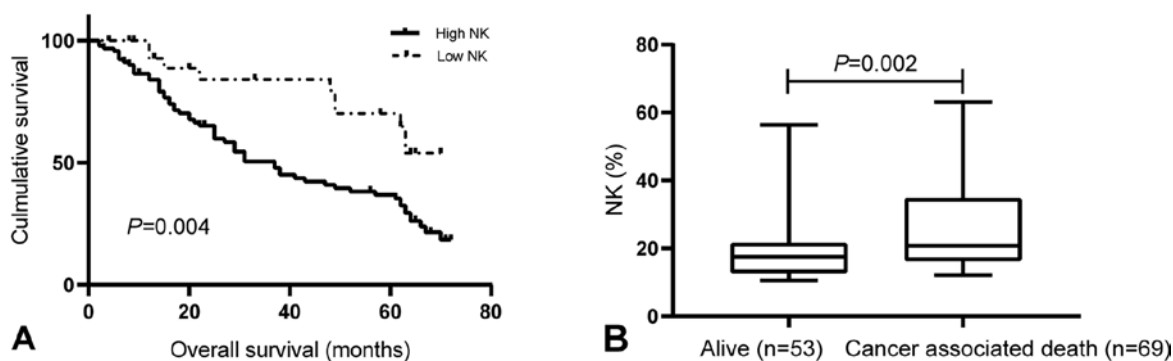 Culmulative survival
100
50
0
0 20 40 60 80
High NK
Low NK
P=0.004
Overall survival (months)
A
NK (%)
80
60
40
20
0
P=0.002
Alive (n=53) Cancer associated death (n=69)
B